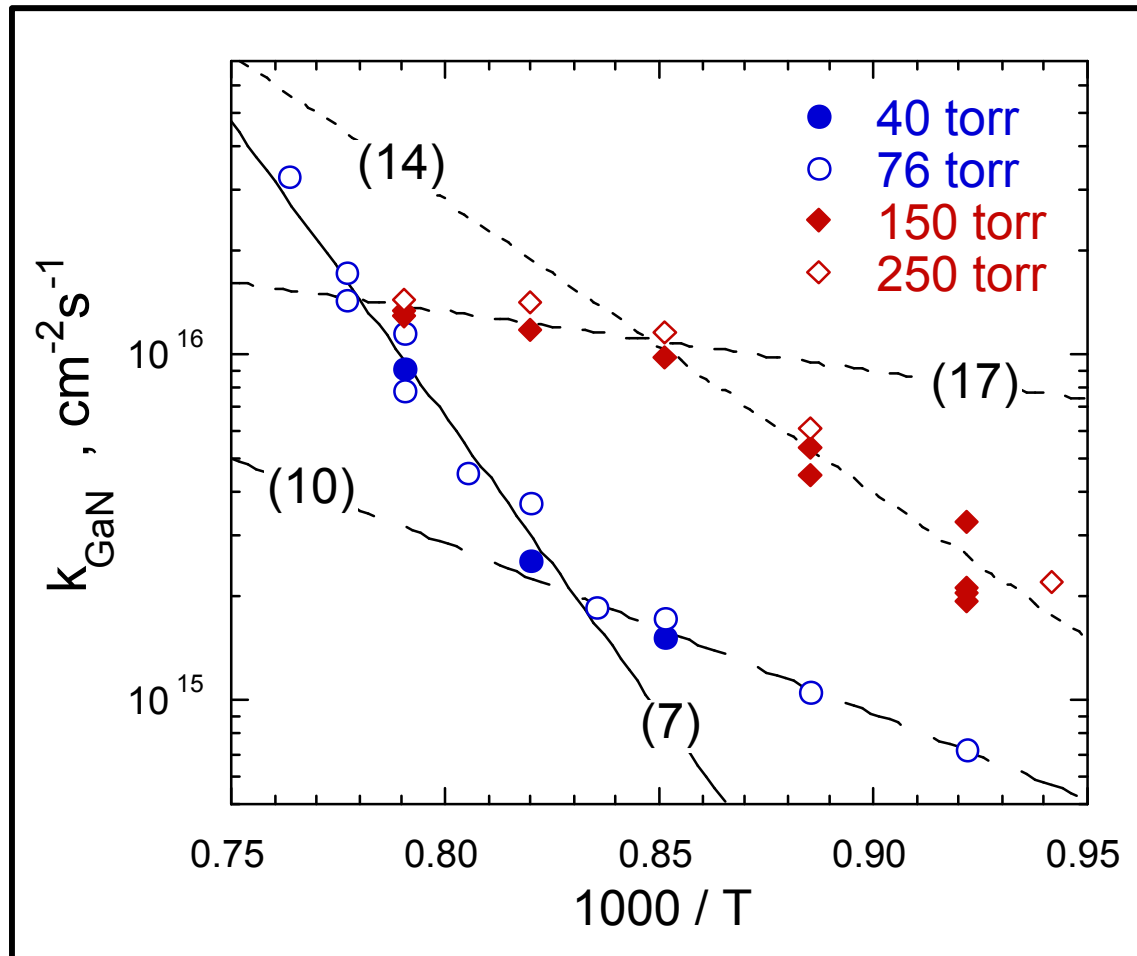 40 torr
76 torr
150 torr
250 torr
(14)
(17)
(10)
(7)
k_GaN , cm^-2s^-1
10^16
10^15
0.75 0.80 0.85 0.90 0.95
1000 / T